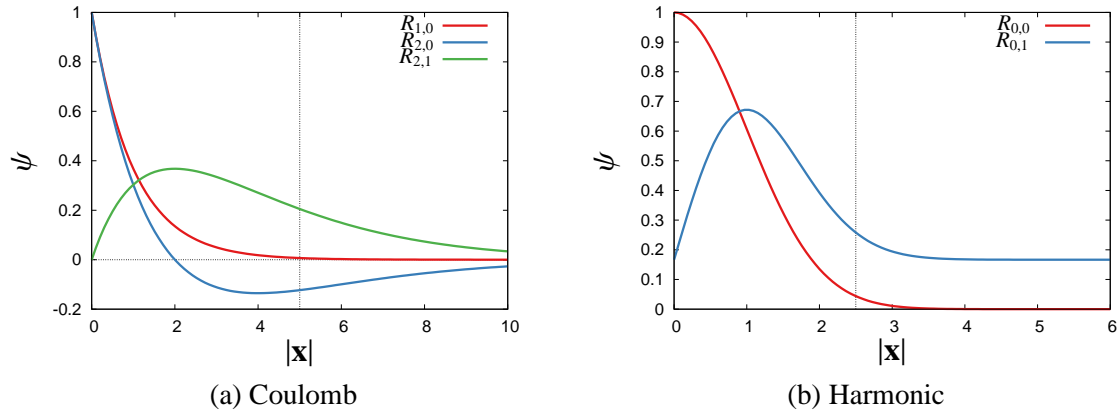 1
0.8
0.6
0.4
0.2
0
-0.2
0
2
4
6
8
10
ψ
|x|
R1,0
R2,0
R2,1
(a) Coulomb
1
0.9
0.8
0.7
0.6
0.5
0.4
0.3
0.2
0.1
0
0
1
2
3
4
5
6
ψ
|x|
R0,0
R0,1
(b) Harmonic